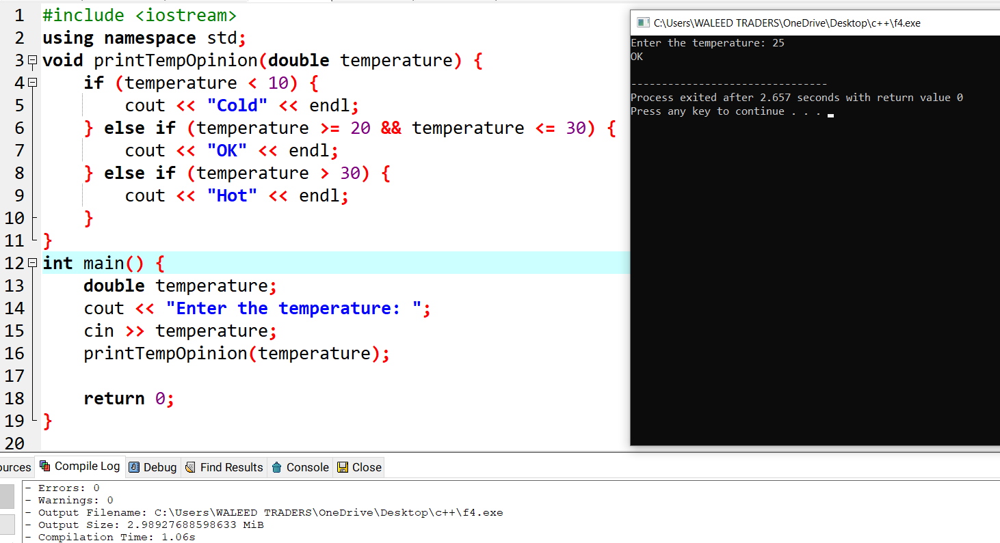 1 #include <iostream>
2 using namespace std;
3 void printTempOpinion(double temperature) {
4     if (temperature < 10) {
5         cout << "Cold" << endl;
6     } else if (temperature >= 20 && temperature <= 30) {
7         cout << "OK" << endl;
8     } else if (temperature > 30) {
9         cout << "Hot" << endl;
10     }
11 }
12 int main() {
13     double temperature;
14     cout << "Enter the temperature: ";
15     cin >> temperature;
16     printTempOpinion(temperature);
17
18     return 0;
19 }
20
C:\Users\WALEED TRADERS\OneDrive\Desktop\c++\f4.exe
Enter the temperature: 25
OK
--------------------------------
Process exited after 2.657 seconds with return value 0
Press any key to continue . . .
ources Compile Log Debug Find Results Console Close
- Errors: 0
- Warnings: 0
- Output Filename: C:\Users\WALEED TRADERS\OneDrive\Desktop\c++\f4.exe
- Output Size: 2.98927688598633 MiB
- Compilation Time: 1.06s